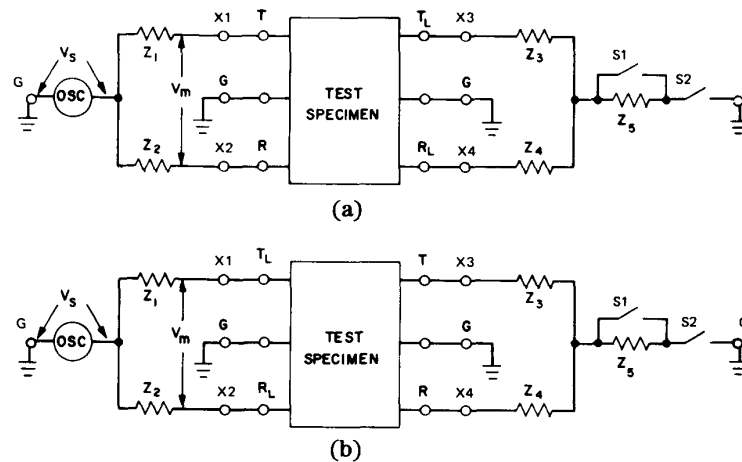 X1 T T_L X3
V_S Z_1 Z_3
S1 S2
G OSC V_m G TEST SPECIMEN G
Z_5
Z_2 Z_4
X2 R R_L X4
(a)
X1 T_L T X3
V_S Z_1 Z_3
S1 S2
G OSC V_m G TEST SPECIMEN G
Z_5
Z_2 Z_4
X2 R_L R X4
(b)